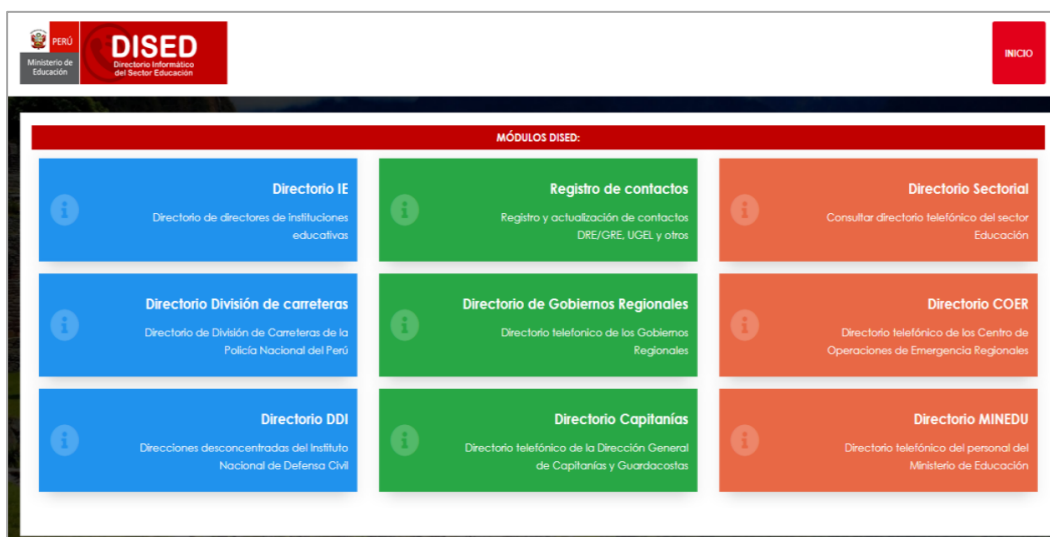 PERÚ
Ministerio de
Educación
DISED
Directorio Informático
del Sector Educación
INICIO
MÓDULOS DISED:
Directorio IE
Directorio de directores de instituciones
educativas
Registro de contactos
Registro y actualización de contactos
DRE/GRE, UGEL y otros
Directorio Sectorial
Consultar directorio telefónico del sector
Educación
Directorio División de carreteras
Directorio de División de Carreteras de la
Policía Nacional del Perú
Directorio de Gobiernos Regionales
Directorio telefonico de los Gobiernos
Regionales
Directorio COER
Directorio telefónico de los Centro de
Operaciones de Emergencia Regionales
Directorio DDI
Direcciones desconcentradas del Instituto
Nacional de Defensa Civil
Directorio Capitanías
Directorio telefónico de la Dirección General
de Capitanías y Guardacostas
Directorio MINEDU
Directorio telefónico del personal del
Ministerio de Educación